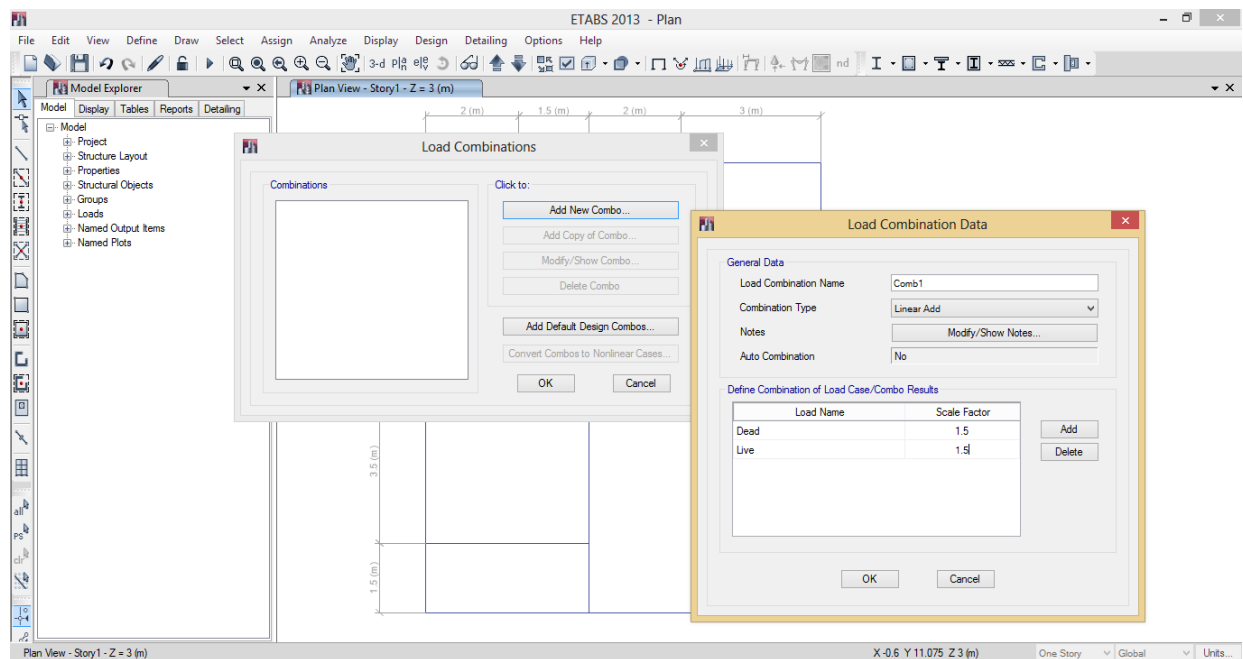 ETABS 2013 - Plan
File Edit View Define Draw Select Assign Analyze Display Design Detailing Options Help
3-d nd
Model Explorer
Plan View - Story1 - Z = 3 (m)
Model Display Tables Reports Detailing
Model
Project
Structure Layout
Properties
Structural Objects
Groups
Loads
Named Output Items
Named Plots
2 (m) 1.5 (m) 2 (m) 3 (m)
3.5 (m)
1.5 (m)
Load Combinations
Combinations
Click to:
Add New Combo...
Add Copy of Combo...
Modify/Show Combo...
Delete Combo
Add Default Design Combos...
Convert Combos to Nonlinear Cases...
OK Cancel
Load Combination Data
General Data
Load Combination Name Comb1
Combination Type Linear Add
Notes Modify/Show Notes...
Auto Combination No
Define Combination of Load Case/Combo Results
Load Name Scale Factor
Dead 1.5 Add
Live 1.5 Delete
OK Cancel
all
PS
clr
Plan View - Story1 - Z = 3 (m) X -0.6 Y 11.075 Z 3 (m) One Story Global Units...